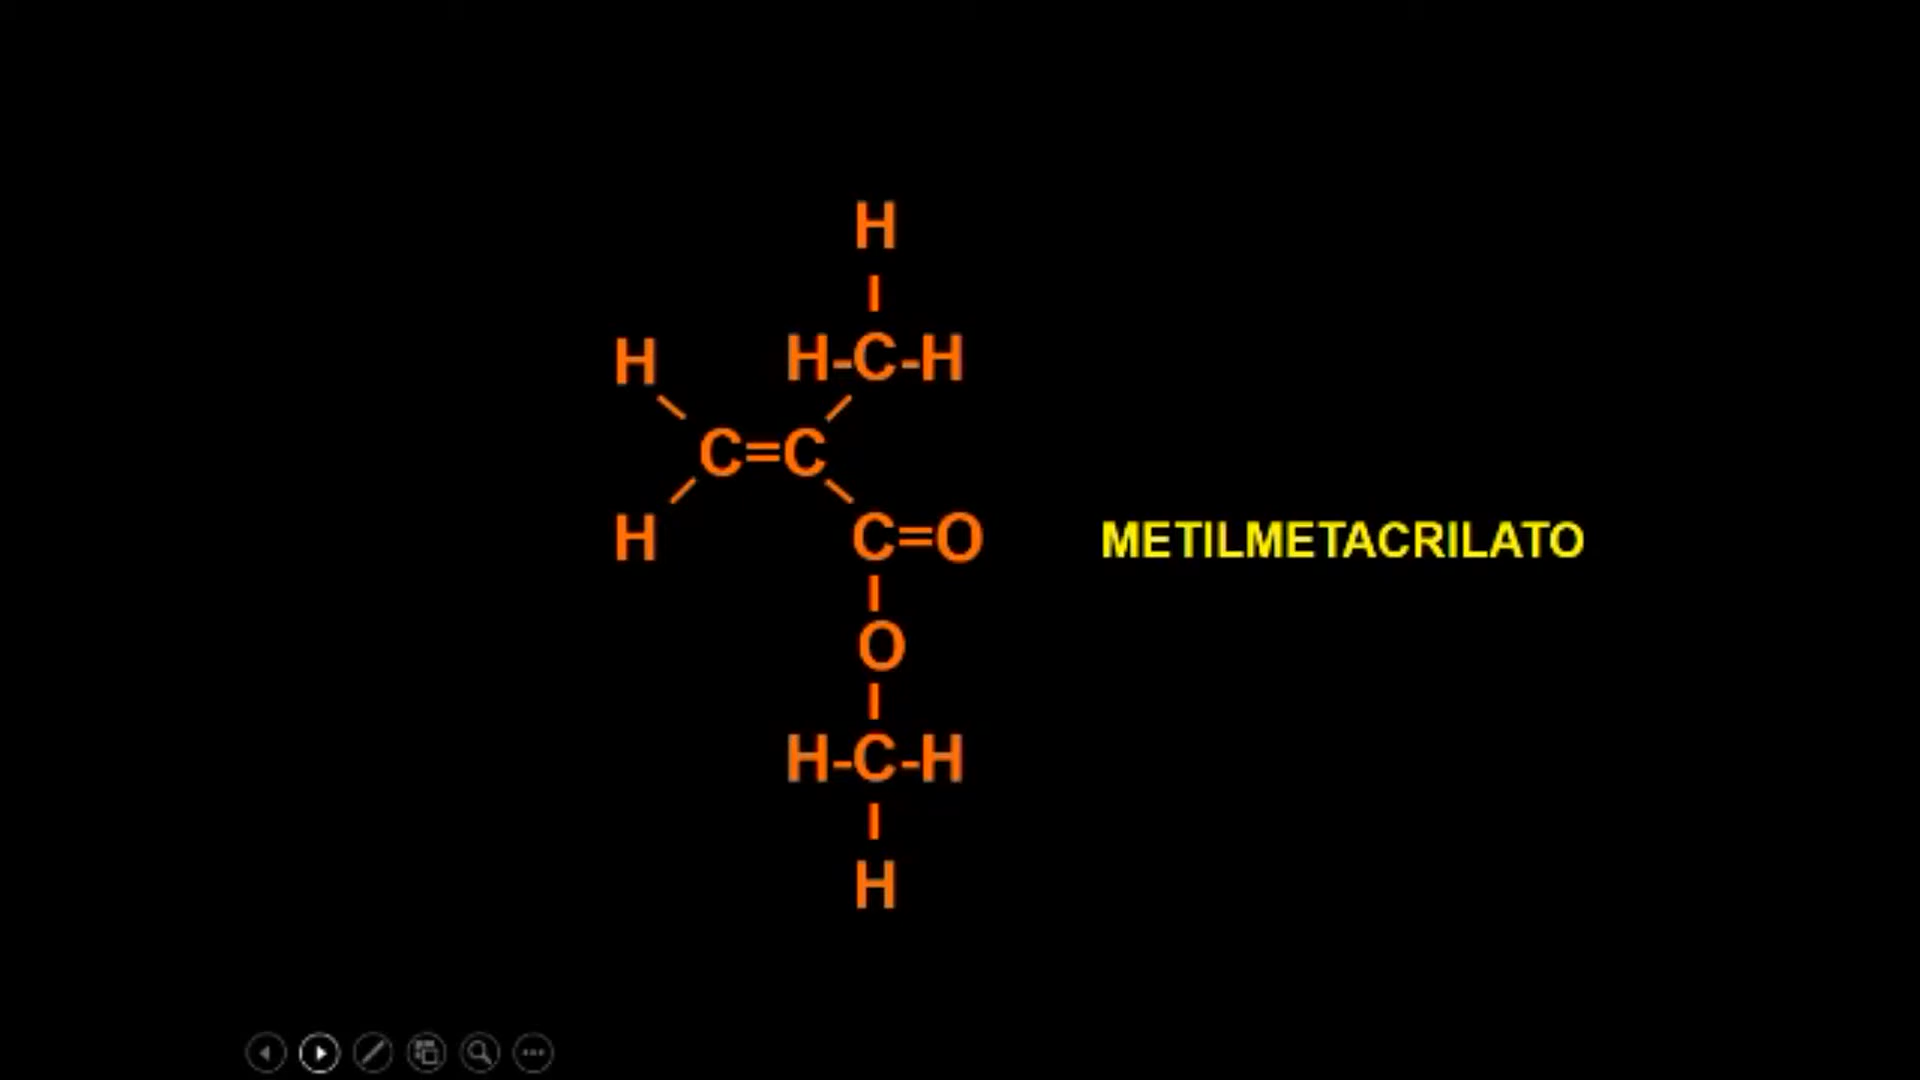 H
H H-C-H
C=C
H C=O METILMETACRILATO
O
H-C-H
H